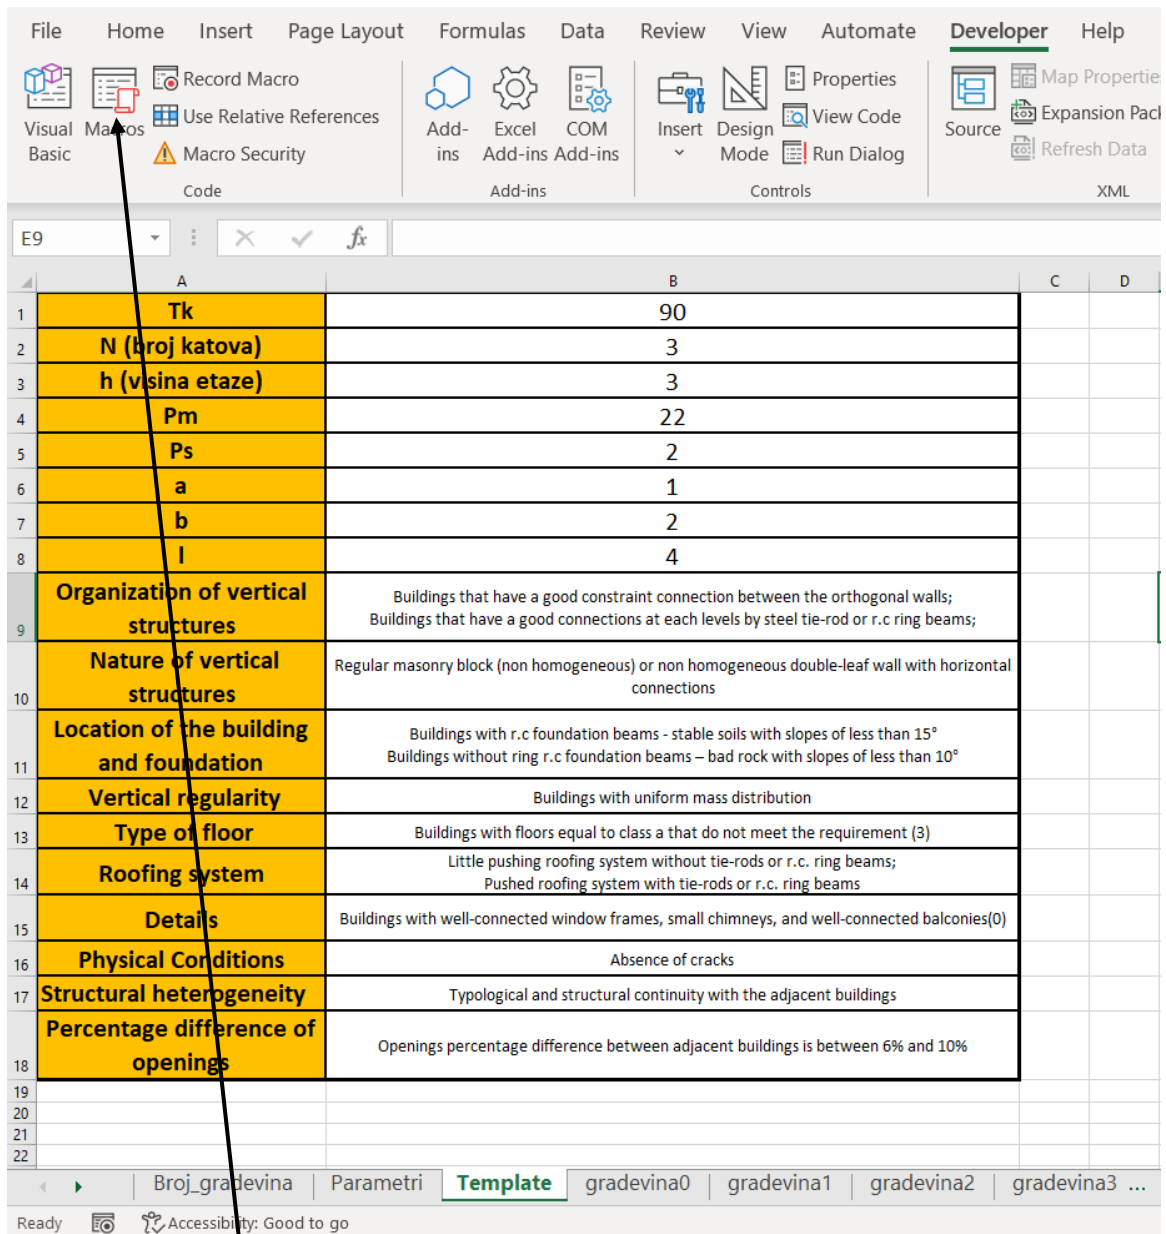 File Home Insert Page Layout Formulas Data Review View Automate Developer Help
Visual Basic
Macros
Record Macro
Use Relative References
Macro Security
Code
Add-ins
Excel Add-ins
COM Add-ins
Add-ins
Insert
Design Mode
Properties
View Code
Run Dialog
Controls
Source
Map Propertie
Expansion Pack
Refresh Data
XML
E9 fx
A B C D
1 Tk 90
2 N (broj katova) 3
3 h (visina etaze) 3
4 Pm 22
5 Ps 2
6 a 1
7 b 2
8 l 4
9 Organization of vertical structures
Buildings that have a good constraint connection between the orthogonal walls;
Buildings that have a good connections at each levels by steel tie-rod or r.c ring beams;
10 Nature of vertical structures
Regular masonry block (non homogeneous) or non homogeneous double-leaf wall with horizontal
connections
11 Location of the building and foundation
Buildings with r.c foundation beams - stable soils with slopes of less than 15°
Buildings without ring r.c foundation beams – bad rock with slopes of less than 10°
12 Vertical regularity Buildings with uniform mass distribution
13 Type of floor Buildings with floors equal to class a that do not meet the requirement (3)
14 Roofing system
Little pushing roofing system without tie-rods or r.c. ring beams;
Pushed roofing system with tie-rods or r.c. ring beams
15 Details Buildings with well-connected window frames, small chimneys, and well-connected balconies(0)
16 Physical Conditions Absence of cracks
17 Structural heterogeneity Typological and structural continuity with the adjacent buildings
18 Percentage difference of openings
Openings percentage difference between adjacent buildings is between 6% and 10%
19
20
21
22
Broj_gradevina Parametri Template gradevina0 gradevina1 gradevina2 gradevina3 ...
Ready Accessibility: Good to go